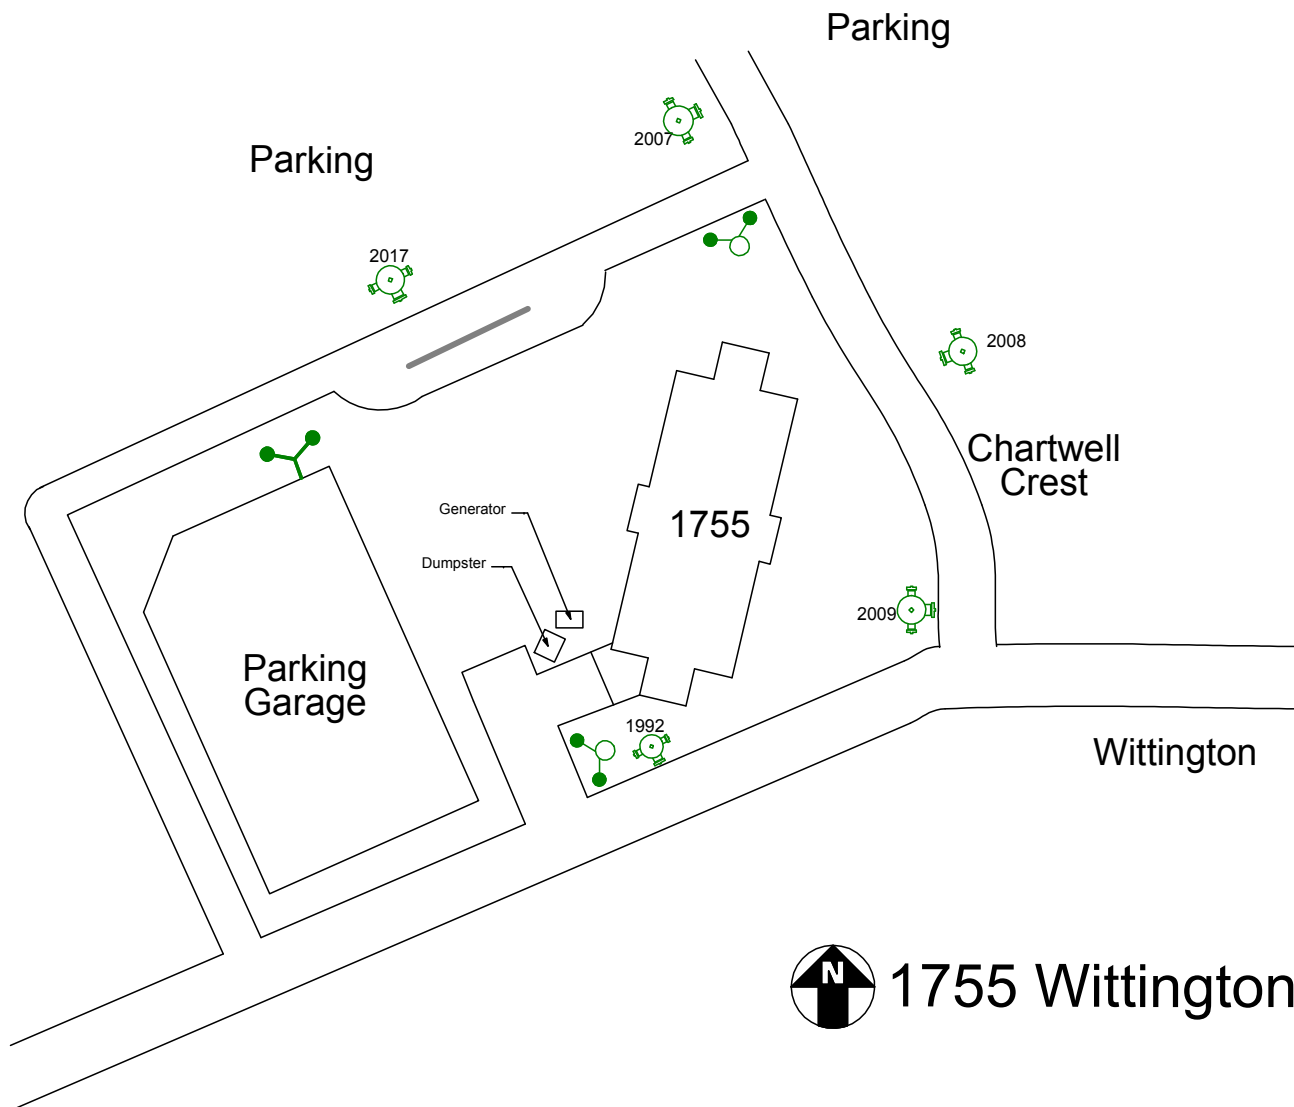 Parking
2007
Parking
2017
2008
Chartwell
Crest
Generator
1755
Dumpster
2009
Parking
Garage
1992
Wittington
N
1755 Wittington